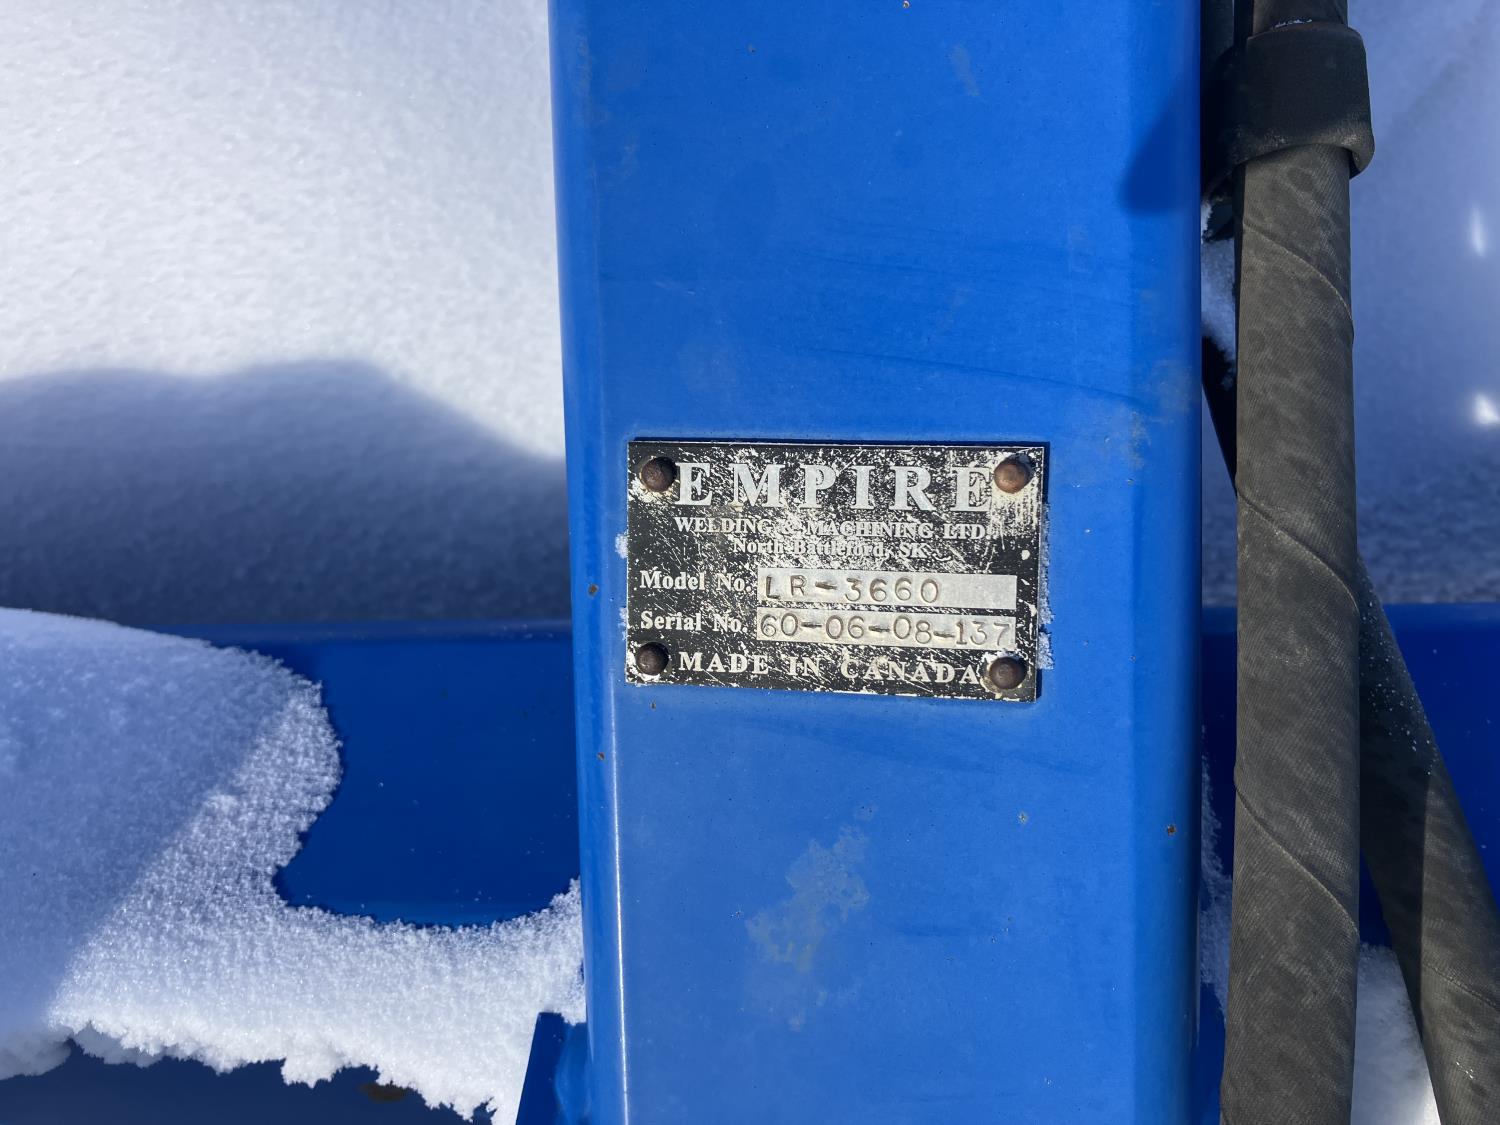 EMPIRE
WELDING & MACHINING LTD.
North Battleford, SK
Model No. LR-3660
Serial No. 60-06-08-137
MADE IN CANADA